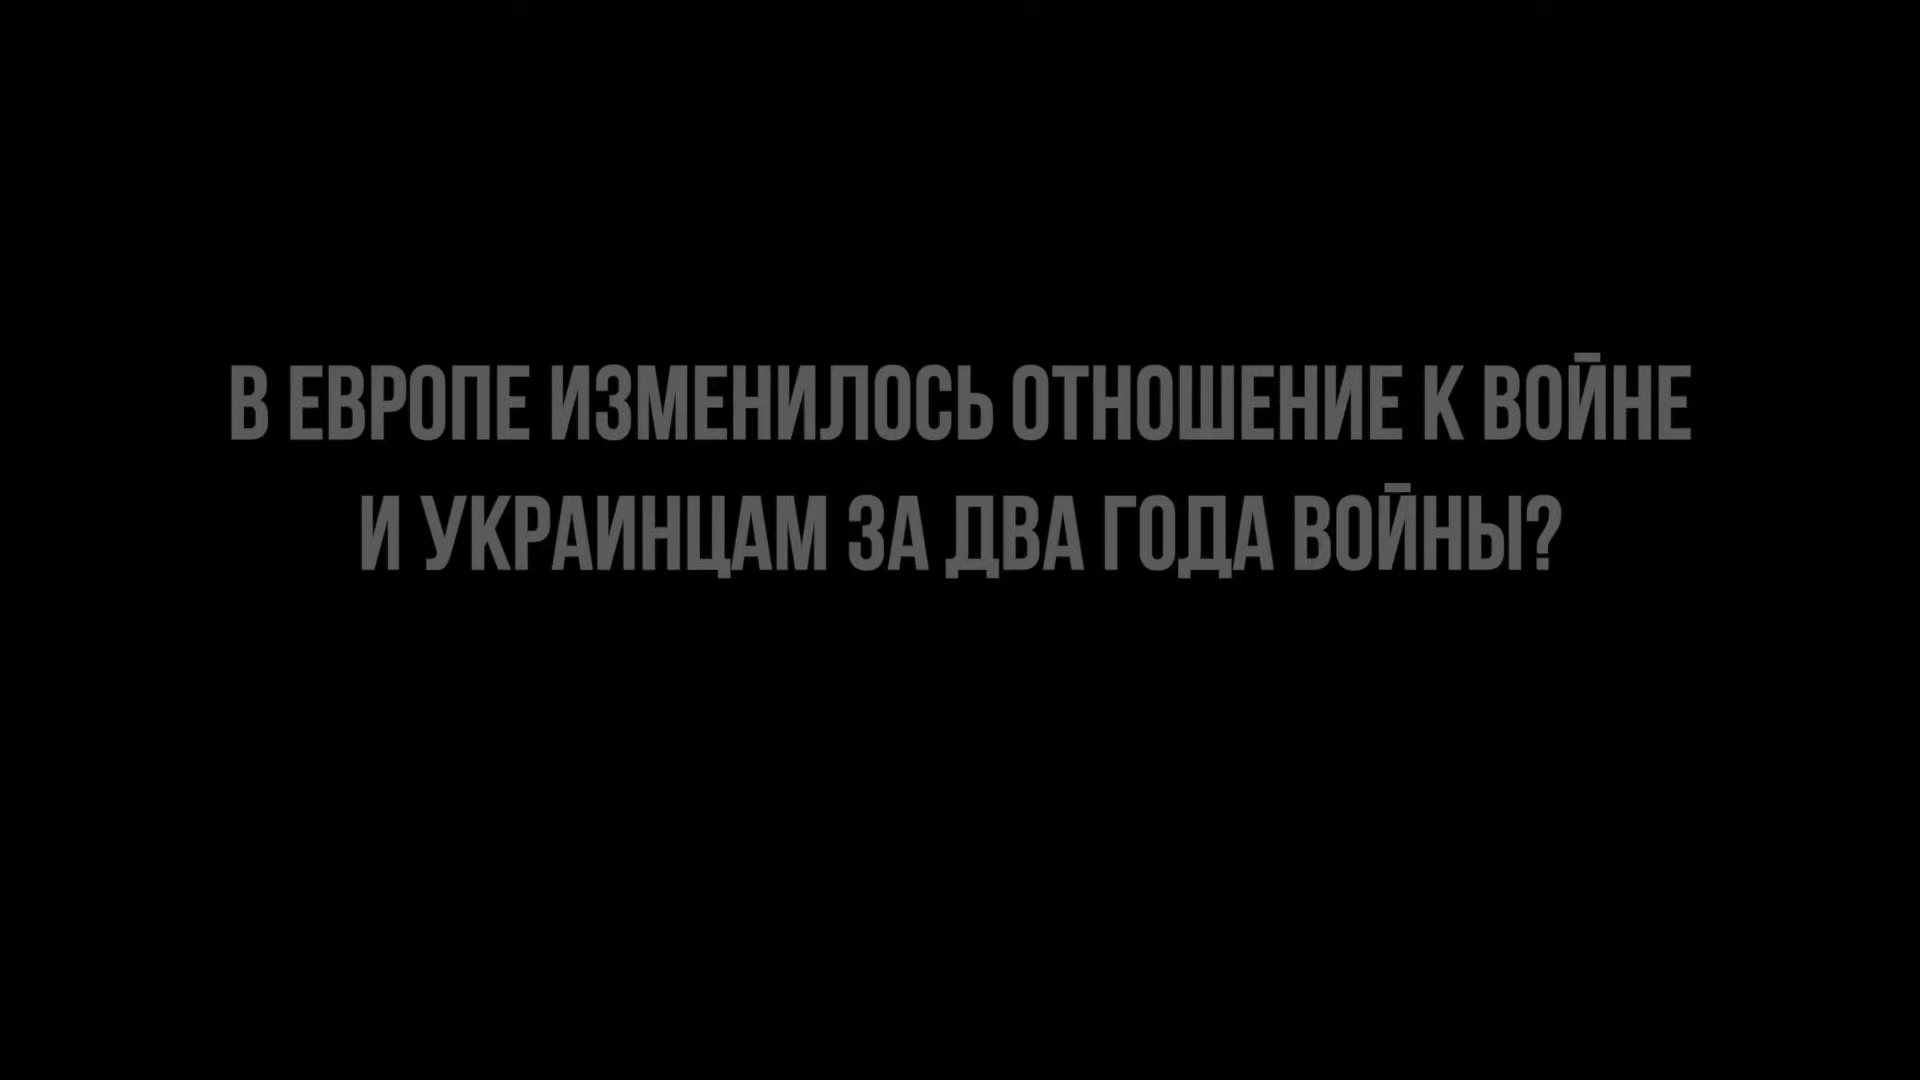 В ЕВРОПЕ ИЗМЕНИЛОСЬ ОТНОШЕНИЕ К ВОЙНЕ
И УКРАИНЦАМ ЗА ДВА ГОДА ВОЙНЫ?